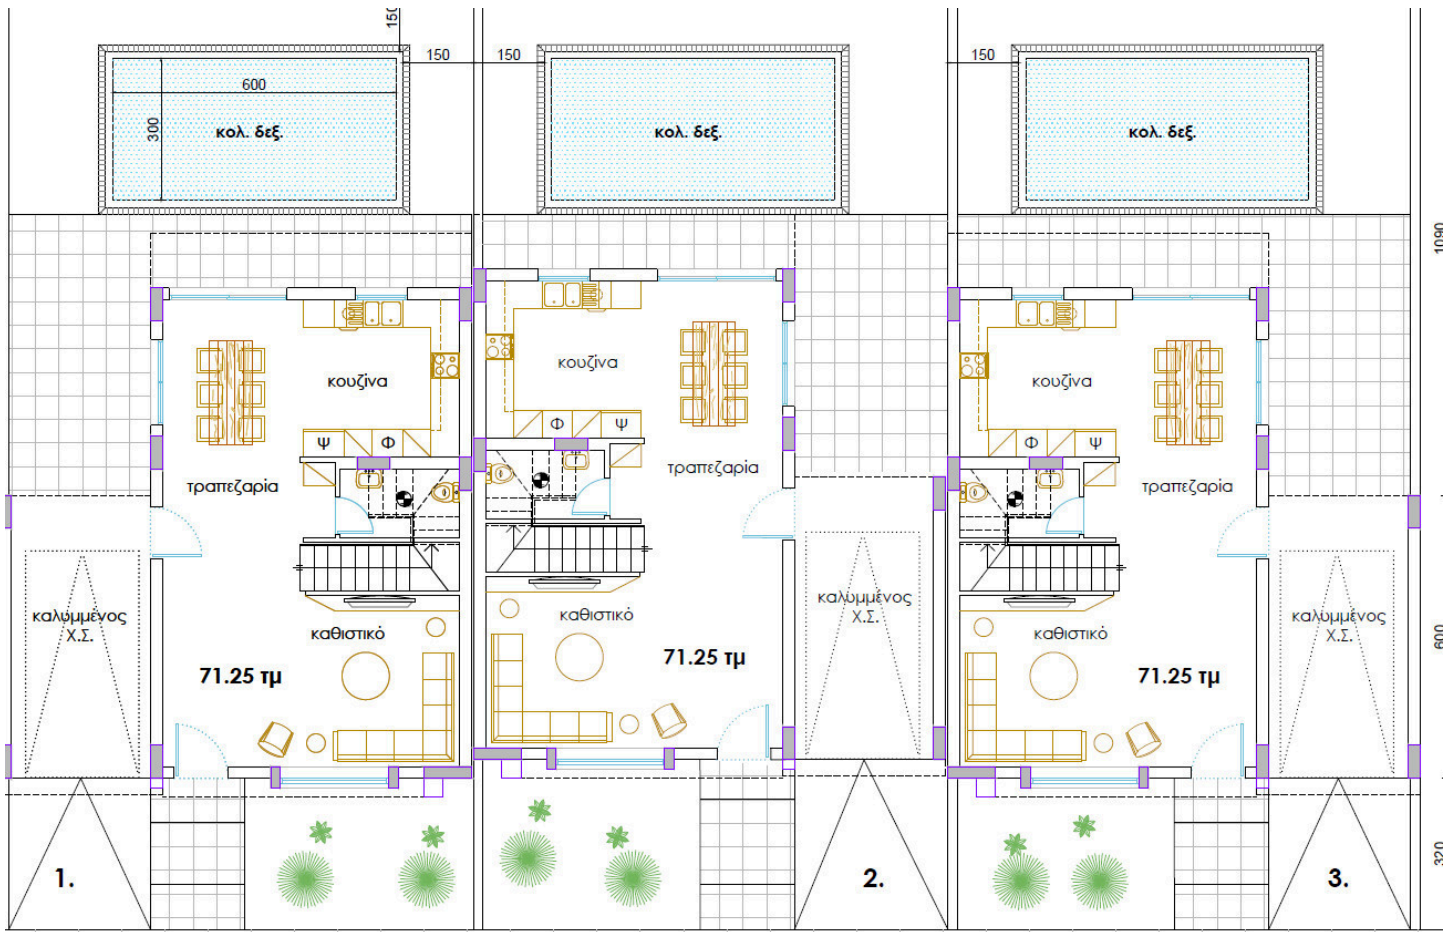 150
150
150
150
600
300
κολ. δεξ.
κολ. δεξ.
κολ. δεξ.
1090
κουζίνα
κουζίνα
κουζίνα
Ψ
Φ
Φ
Ψ
Φ
Ψ
τραπεζαρία
τραπεζαρία
τραπεζαρία
καλυμμένος
Χ.Σ.
καθιστικό
καθιστικό
καλυμμένος
Χ.Σ.
καθιστικό
καλυμμένος
Χ.Σ.
600
71.25 τμ
71.25 τμ
71.25 τμ
1.
2.
3.
320